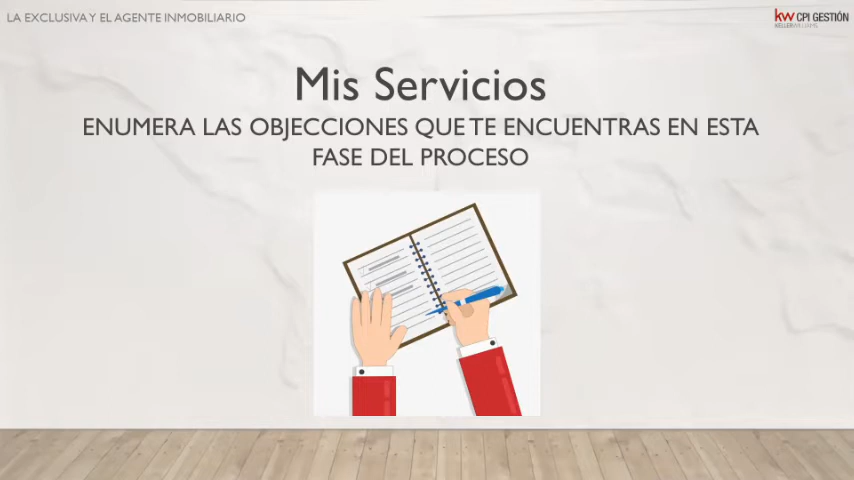 LA EXCLUSIVA Y EL AGENTE INMOBILIARIO
kw CPI GESTIÓN
KELLERWILLIAMS
Mis Servicios
ENUMERA LAS OBJECCIONES QUE TE ENCUENTRAS EN ESTA
FASE DEL PROCESO